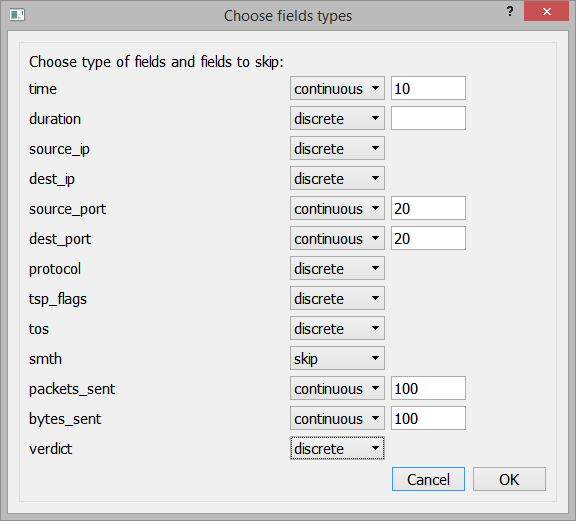 Choose fields types
?
Choose type of fields and fields to skip:
time continuous 10
duration discrete
source_ip discrete
dest_ip discrete
source_port continuous 20
dest_port continuous 20
protocol discrete
tsp_flags discrete
tos discrete
smth skip
packets_sent continuous 100
bytes_sent continuous 100
verdict discrete
Cancel OK